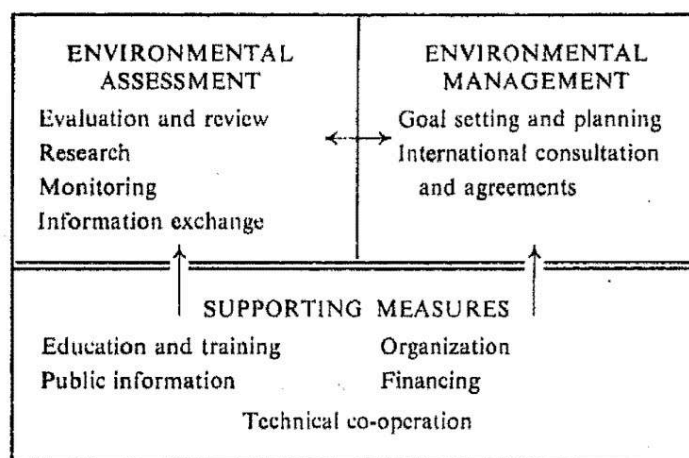 ENVIRONMENTAL
ASSESSMENT
Evaluation and review
Research
Monitoring
Information exchange
ENVIRONMENTAL
MANAGEMENT
Goal setting and planning
International consultation
and agreements
SUPPORTING MEASURES
Education and training
Public information
Organization
Financing
Technical co-operation